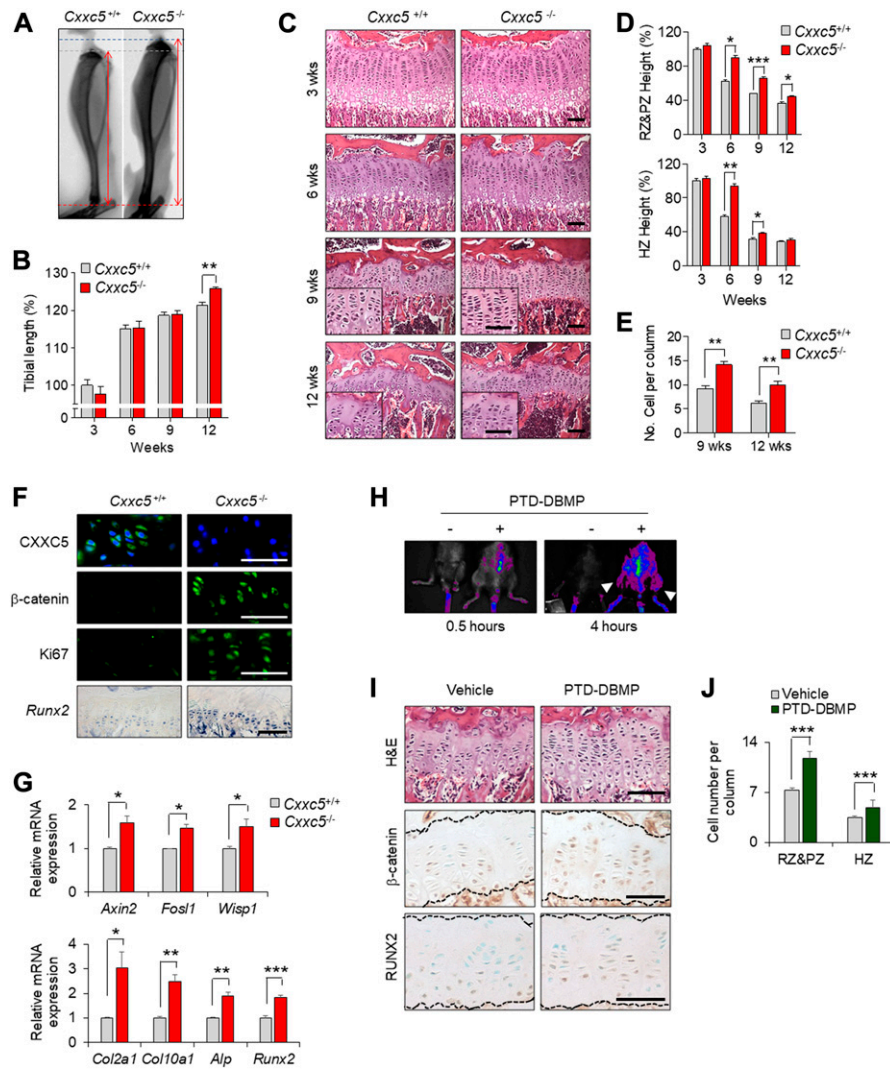 A
Cxxc5+/+ Cxxc5-/-
B
Cxxc5+/+
Cxxc5-/-
Tibial length (%)
130
120
110
100
0
**
3 6 9 12
Weeks
C
Cxxc5 +/+ Cxxc5 -/-
3 wks
6 wks
9 wks
12 wks
D
Cxxc5+/+
Cxxc5-/-
RZ&PZ Height (%)
120
80
40
0
* *** *
3 6 9 12
HZ Height (%)
120
80
40
0
** *
3 6 9 12
Weeks
E
Cxxc5+/+
Cxxc5-/-
No. Cell per column
20
15
10
5
0
** **
9 wks 12 wks
F
Cxxc5+/+ Cxxc5-/-
CXXC5
β-catenin
Ki67
Runx2
G
Relative mRNA
expression
2
1
0
* * *
Cxxc5+/+
Cxxc5-/-
Axin2 Fosl1 Wisp1
Relative mRNA
expression
4
3
2
1
0
* ** ** ***
Col2a1 Col10a1 Alp Runx2
H
PTD-DBMP
- + - +
0.5 hours 4 hours
I
Vehicle PTD-DBMP
H&E
β-catenin
RUNX2
J
Vehicle
PTD-DBMP
Cell number per
column
14
7
0
*** ***
RZ&PZ HZ